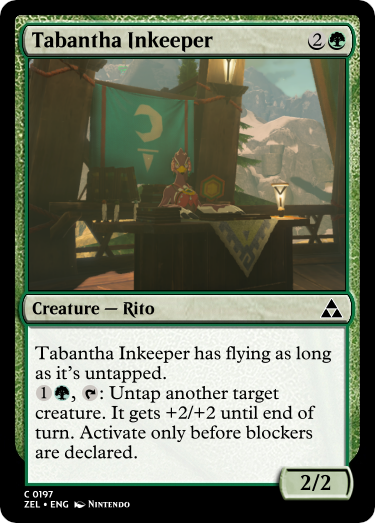 Tabantha Inkeeper 2
Creature — Rito
Tabantha Inkeeper has flying as long
as it's untapped.
1 , : Untap another target
creature. It gets +2/+2 until end of
turn. Activate only before blockers
are declared.
2/2
C 0197
ZEL • ENG Nintendo